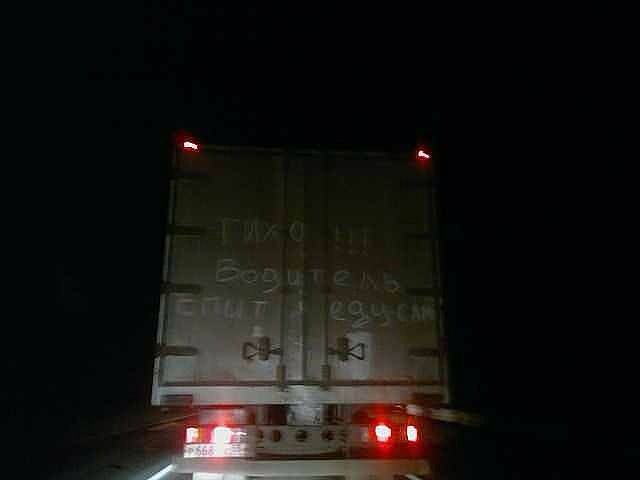 ТИХО !!!
Водитель
спит
еду сам